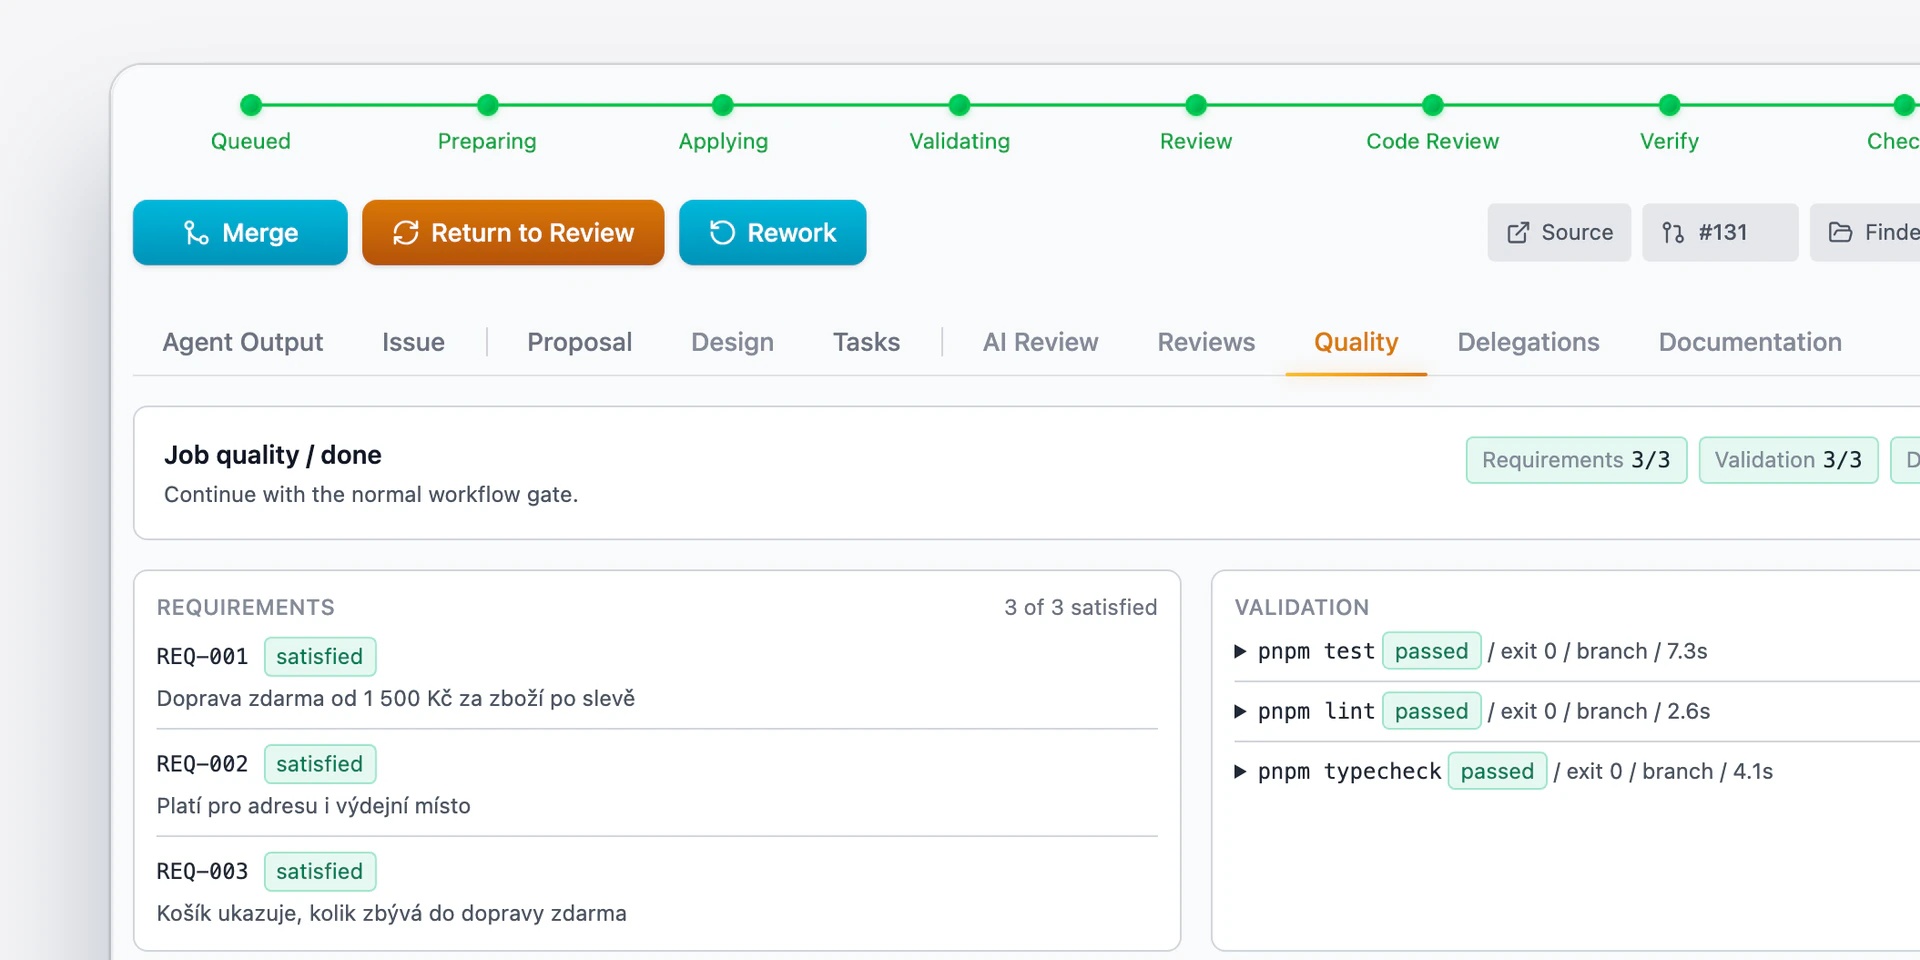 Queued Preparing Applying Validating Review Code Review Verify Chec
Merge Return to Review Rework Source #131 Finde
Agent Output Issue Proposal Design Tasks AI Review Reviews Quality Delegations Documentation
Job quality / done
Continue with the normal workflow gate.
Requirements 3/3 Validation 3/3 D
REQUIREMENTS 3 of 3 satisfied
REQ-001 satisfied
Doprava zdarma od 1 500 Kč za zboží po slevě
REQ-002 satisfied
Platí pro adresu i výdejní místo
REQ-003 satisfied
Košík ukazuje, kolik zbývá do dopravy zdarma
VALIDATION
pnpm test passed / exit 0 / branch / 7.3s
pnpm lint passed / exit 0 / branch / 2.6s
pnpm typecheck passed / exit 0 / branch / 4.1s